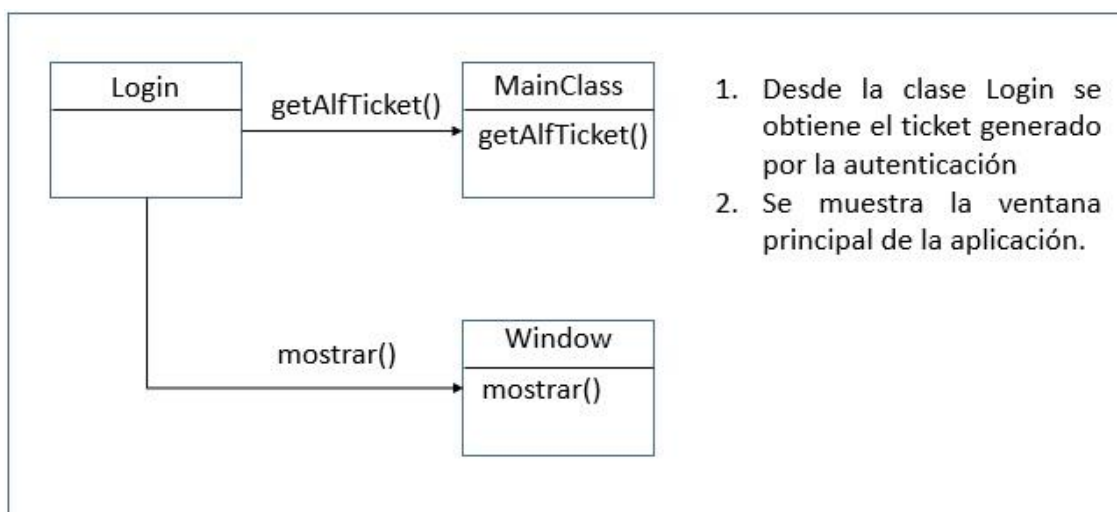 Login
getAlfTicket()
MainClass
getAlfTicket()
mostrar()
Window
mostrar()
1. Desde la clase Login se
obtiene el ticket generado
por la autenticación
2. Se muestra la ventana
principal de la aplicación.